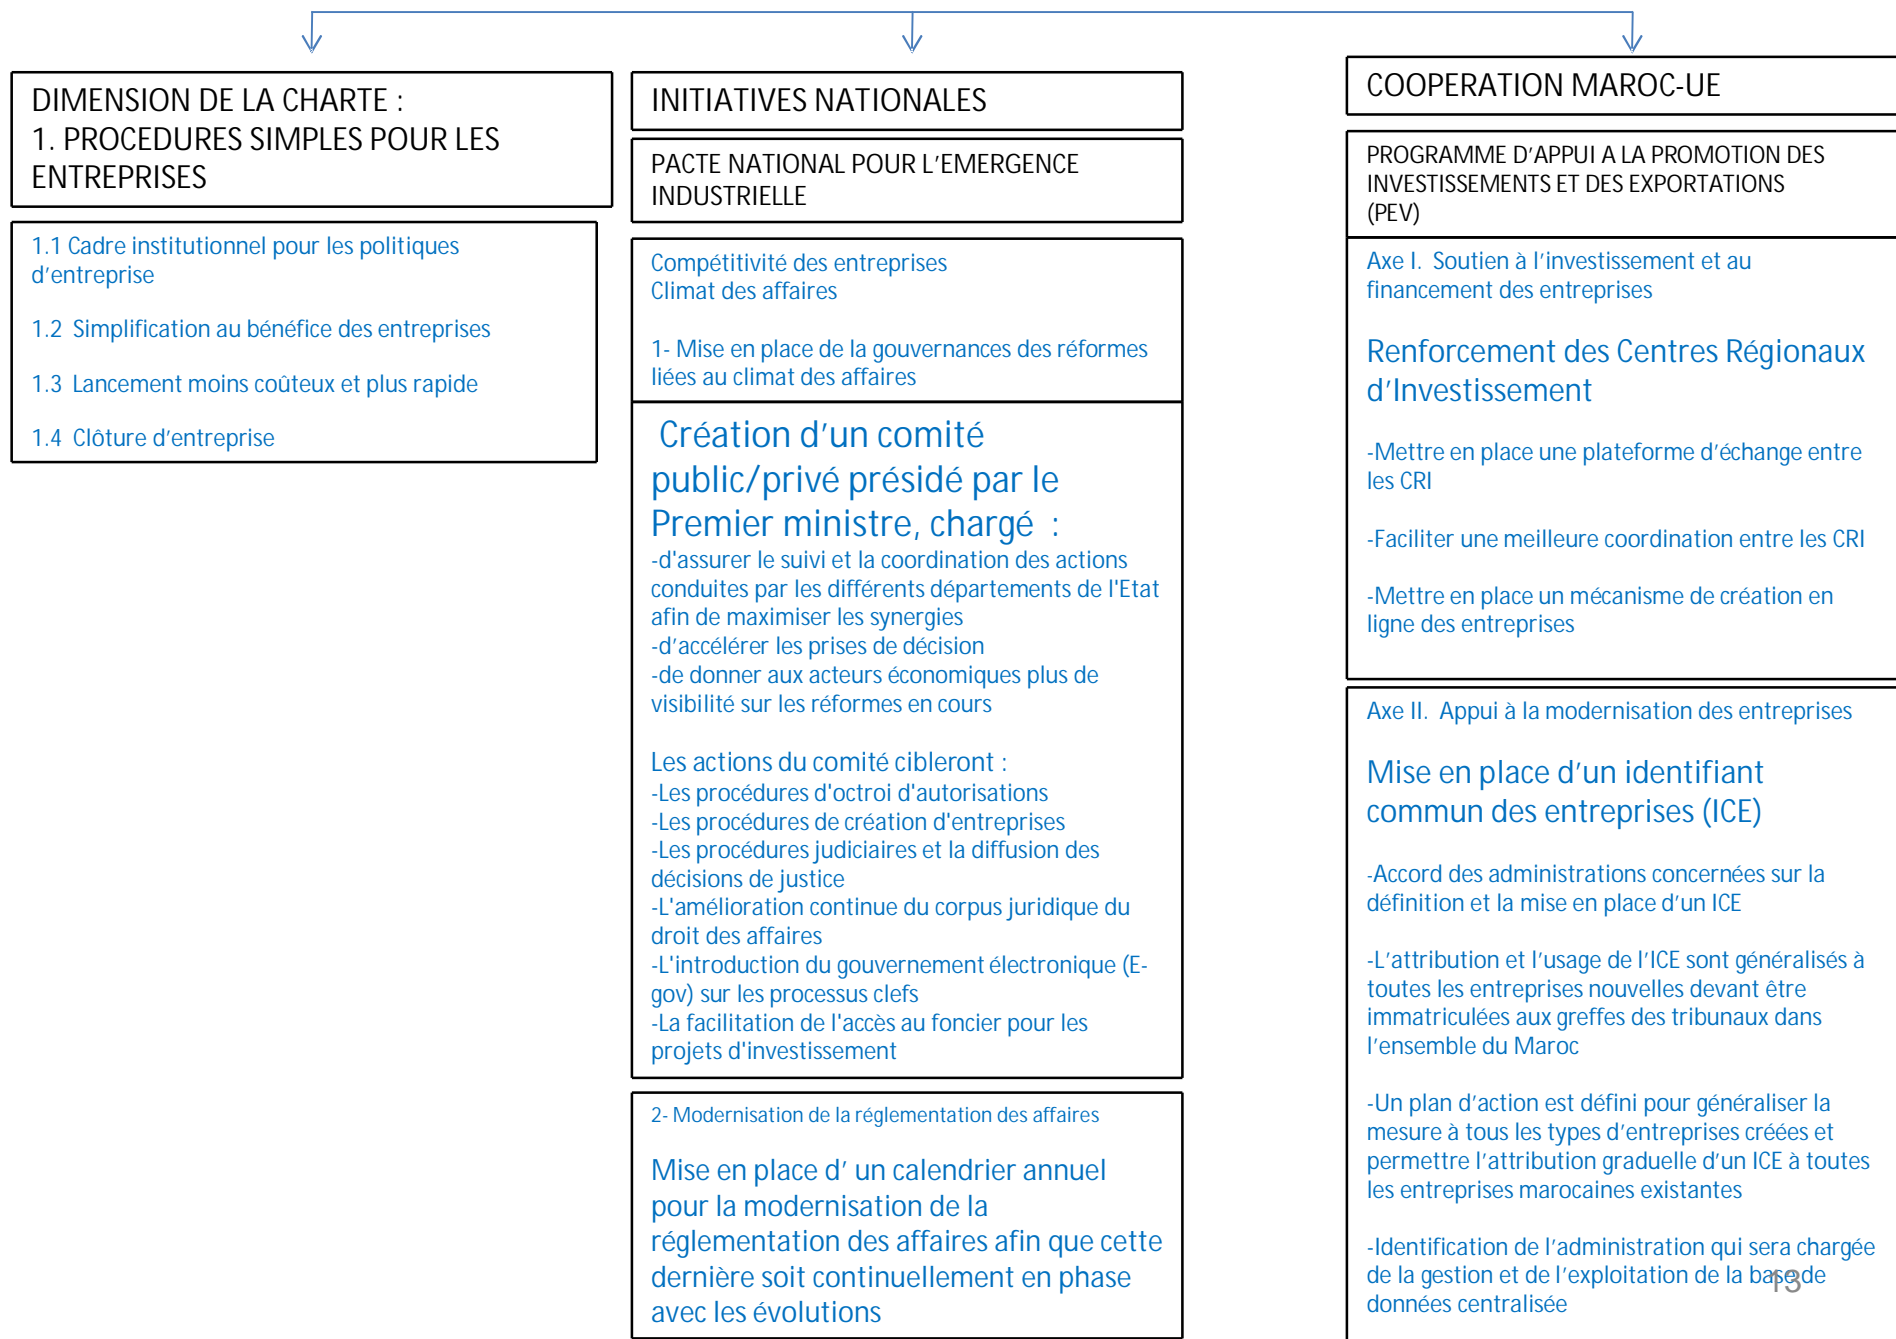 DIMENSION DE LA CHARTE :
1. PROCEDURES SIMPLES POUR LES
ENTREPRISES
1.1 Cadre institutionnel pour les politiques
d'entreprise
1.2 Simplification au bénéfice des entreprises
1.3 Lancement moins coûteux et plus rapide
1.4 Clôture d'entreprise
INITIATIVES NATIONALES
PACTE NATIONAL POUR L'EMERGENCE
INDUSTRIELLE
Compétitivité des entreprises
Climat des affaires
1- Mise en place de la gouvernances des réformes
liées au climat des affaires
Création d'un comité
public/privé présidé par le
Premier ministre, chargé :
-d'assurer le suivi et la coordination des actions
conduites par les différents départements de l'Etat
afin de maximiser les synergies
-d'accélérer les prises de décision
-de donner aux acteurs économiques plus de
visibilité sur les réformes en cours
Les actions du comité cibleront :
-Les procédures d'octroi d'autorisations
-Les procédures de création d'entreprises
-Les procédures judiciaires et la diffusion des
décisions de justice
-L'amélioration continue du corpus juridique du
droit des affaires
-L'introduction du gouvernement électronique (E-
gov) sur les processus clefs
-La facilitation de l'accès au foncier pour les
projets d'investissement
2- Modernisation de la réglementation des affaires
Mise en place d' un calendrier annuel
pour la modernisation de la
réglementation des affaires afin que cette
dernière soit continuellement en phase
avec les évolutions
COOPERATION MAROC-UE
PROGRAMME D'APPUI A LA PROMOTION DES
INVESTISSEMENTS ET DES EXPORTATIONS
(PEV)
Axe I. Soutien à l'investissement et au
financement des entreprises
Renforcement des Centres Régionaux
d'Investissement
-Mettre en place une plateforme d'échange entre
les CRI
-Faciliter une meilleure coordination entre les CRI
-Mettre en place un mécanisme de création en
ligne des entreprises
Axe II. Appui à la modernisation des entreprises
Mise en place d'un identifiant
commun des entreprises (ICE)
-Accord des administrations concernées sur la
définition et la mise en place d'un ICE
-L'attribution et l'usage de l'ICE sont généralisés à
toutes les entreprises nouvelles devant être
immatriculées aux greffes des tribunaux dans
l'ensemble du Maroc
-Un plan d'action est défini pour généraliser la
mesure à tous les types d'entreprises créées et
permettre l'attribution graduelle d'un ICE à toutes
les entreprises marocaines existantes
-Identification de l'administration qui sera chargée
de la gestion et de l'exploitation de la base de
données centralisée
13